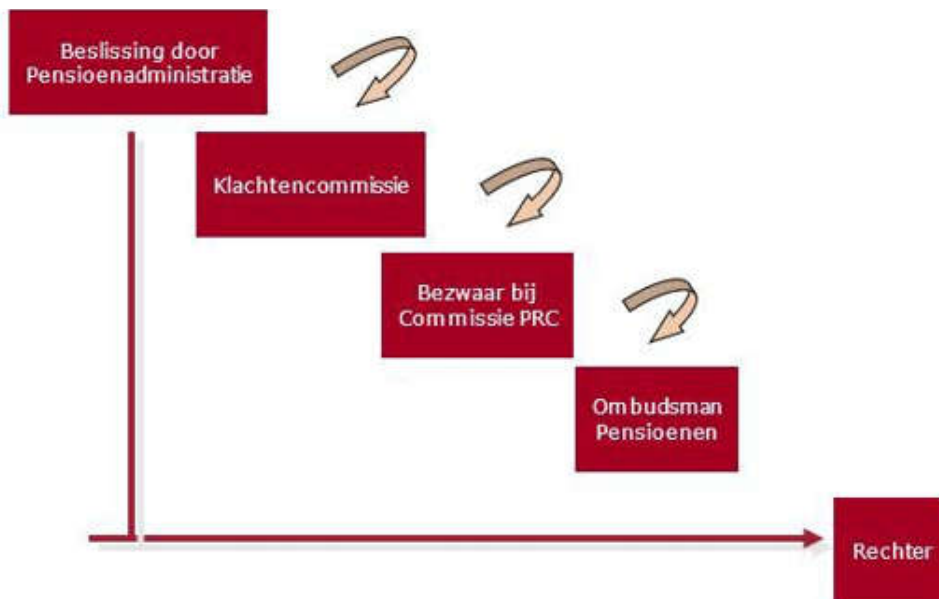 Beslissing door
Pensioenadministratie
Klachtencommissie
Bezwaar bij
Commissie PRC
Ombudsman
Pensioenen
Rechter